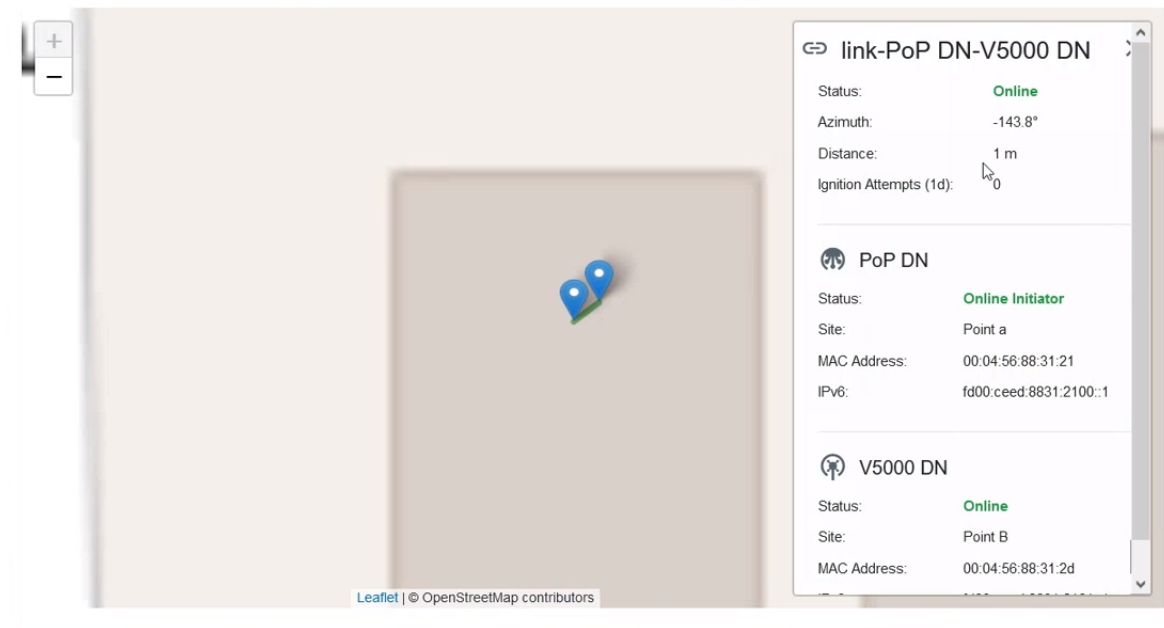 +
−
link-PoP DN-V5000 DN
Status: Online
Azimuth: -143.8°
Distance: 1 m
Ignition Attempts (1d): 0
PoP DN
Status: Online Initiator
Site: Point a
MAC Address: 00:04:56:88:31:21
IPv6: fd00:ceed:8831:2100::1
V5000 DN
Status: Online
Site: Point B
MAC Address: 00:04:56:88:31:2d
Leaflet | © OpenStreetMap contributors